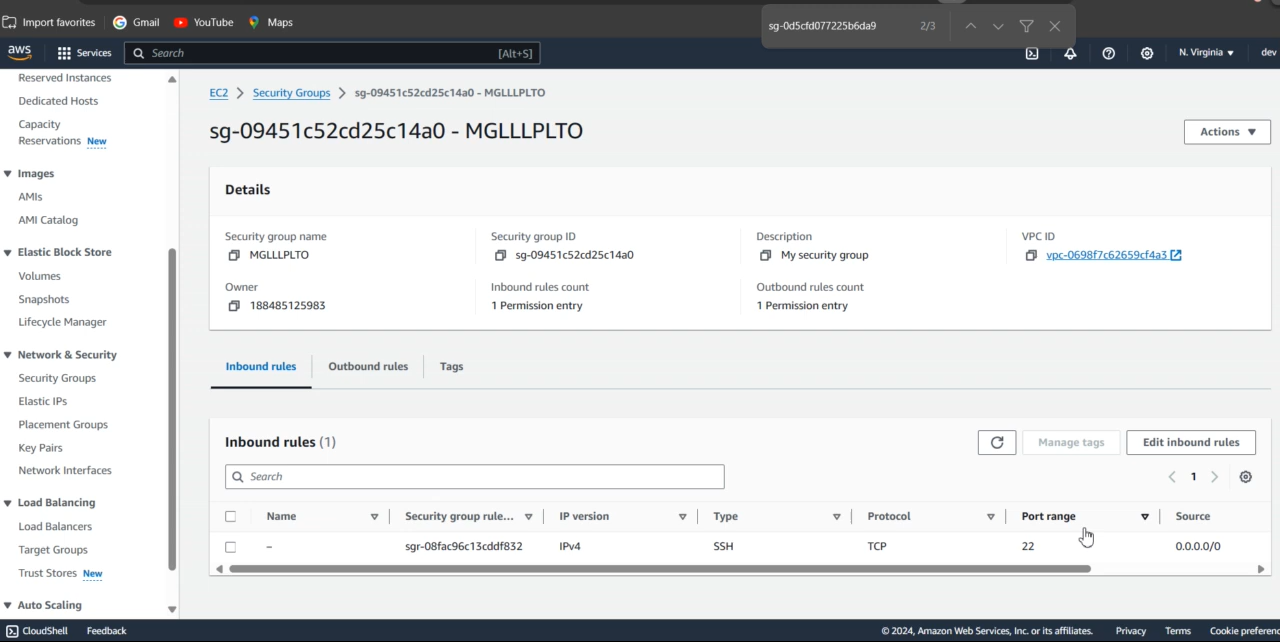 Import favorites Gmail YouTube Maps
sg-0d5cfd077225b6da9 2/3
aws Services Search [Alt+S] N. Virginia dev
Reserved Instances
Dedicated Hosts
Capacity
Reservations New
Images
AMIs
AMI Catalog
Elastic Block Store
Volumes
Snapshots
Lifecycle Manager
Network & Security
Security Groups
Elastic IPs
Placement Groups
Key Pairs
Network Interfaces
Load Balancing
Load Balancers
Target Groups
Trust Stores New
Auto Scaling
EC2 > Security Groups > sg-09451c52cd25c14a0 - MGLLLPLTO
sg-09451c52cd25c14a0 - MGLLLPLTO
Actions
Details
Security group name Security group ID Description VPC ID
MGLLLPLTO sg-09451c52cd25c14a0 My security group vpc-0698f7c62659cf4a3
Owner Inbound rules count Outbound rules count
188485125983 1 Permission entry 1 Permission entry
Inbound rules Outbound rules Tags
Inbound rules (1) Manage tags Edit inbound rules
Search 1
Name Security group rule... IP version Type Protocol Port range Source
– sgr-08fac96c13cddf832 IPv4 SSH TCP 22 0.0.0.0/0
CloudShell Feedback © 2024, Amazon Web Services, Inc. or its affiliates. Privacy Terms Cookie preferenc